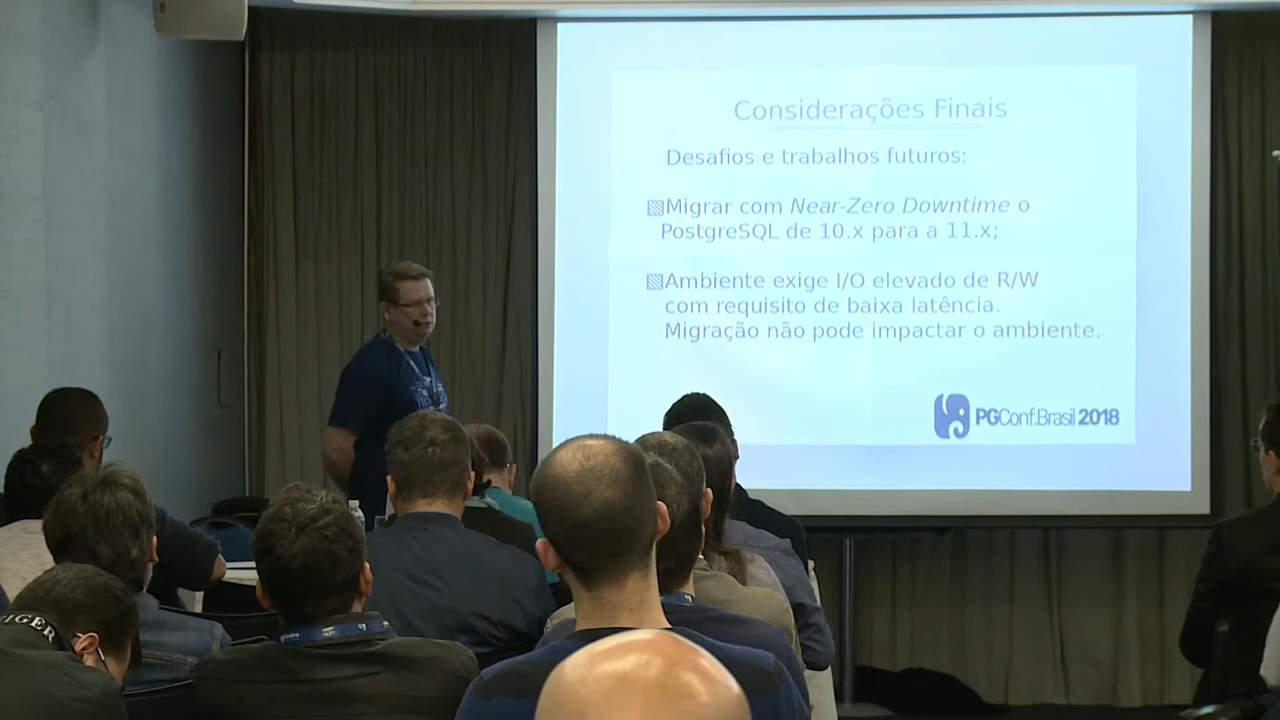 Considerações Finais
Desafios e trabalhos futuros:
Migrar com Near-Zero Downtime o
PostgreSQL de 10.x para a 11.x;
Ambiente exige I/O elevado de R/W
com requisito de baixa latência.
Migração não pode impactar o ambiente.
PGConf.Brasil 2018
IGER